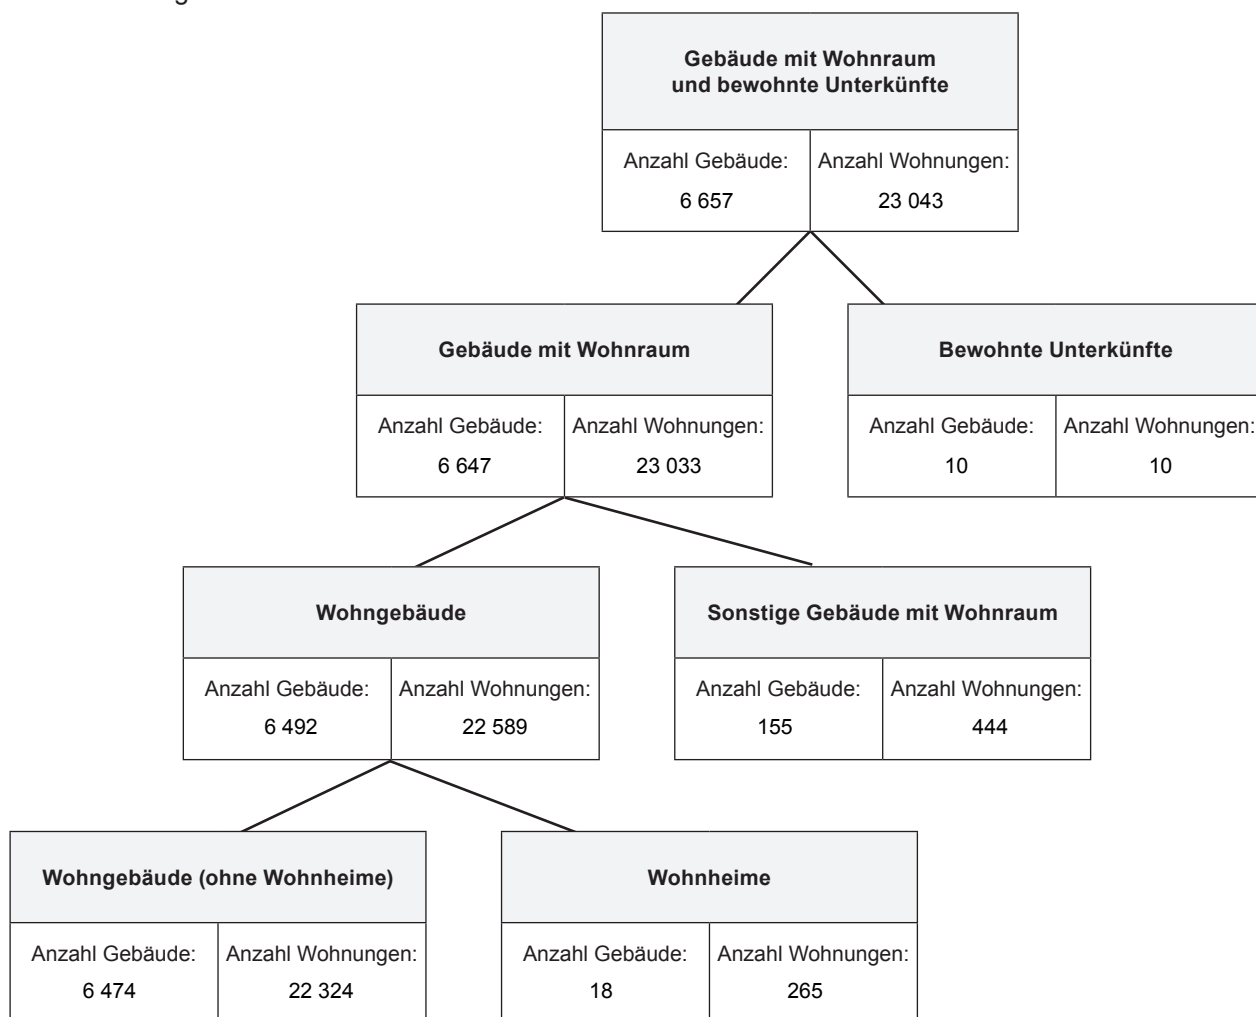 Gebäude mit Wohnraum
und bewohnte Unterkünfte
Anzahl Gebäude:
6 657
Anzahl Wohnungen:
23 043
Gebäude mit Wohnraum
Anzahl Gebäude:
6 647
Anzahl Wohnungen:
23 033
Bewohnte Unterkünfte
Anzahl Gebäude:
10
Anzahl Wohnungen:
10
Wohngebäude
Anzahl Gebäude:
6 492
Anzahl Wohnungen:
22 589
Sonstige Gebäude mit Wohnraum
Anzahl Gebäude:
155
Anzahl Wohnungen:
444
Wohngebäude (ohne Wohnheime)
Anzahl Gebäude:
6 474
Anzahl Wohnungen:
22 324
Wohnheime
Anzahl Gebäude:
18
Anzahl Wohnungen:
265